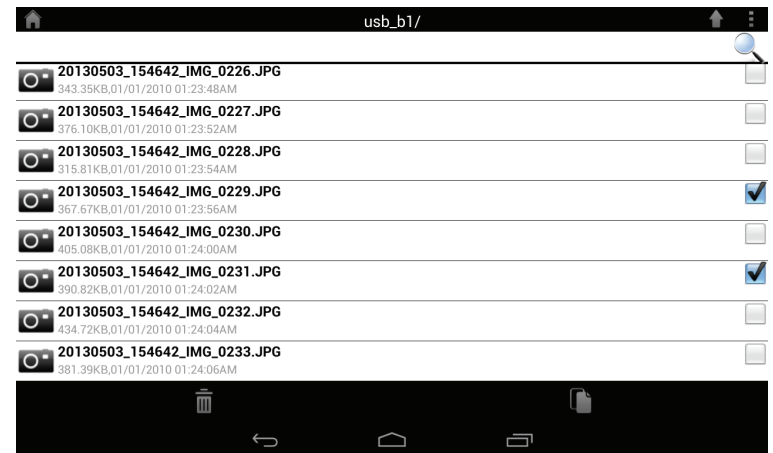 usb_b1/
20130503_154642_IMG_0226.JPG
343.35KB,01/01/2010 01:23:48AM
20130503_154642_IMG_0227.JPG
376.10KB,01/01/2010 01:23:52AM
20130503_154642_IMG_0228.JPG
315.81KB,01/01/2010 01:23:54AM
20130503_154642_IMG_0229.JPG
367.67KB,01/01/2010 01:23:56AM
20130503_154642_IMG_0230.JPG
405.08KB,01/01/2010 01:24:00AM
20130503_154642_IMG_0231.JPG
390.82KB,01/01/2010 01:24:02AM
20130503_154642_IMG_0232.JPG
434.72KB,01/01/2010 01:24:04AM
20130503_154642_IMG_0233.JPG
381.39KB,01/01/2010 01:24:06AM